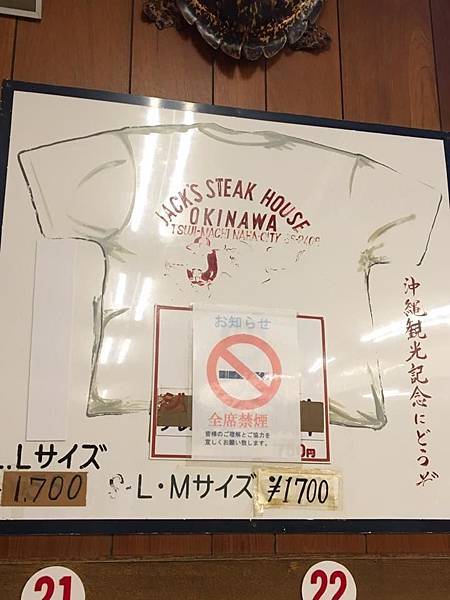 JACK'S STEAK HOUSE
OKINAWA
TSUJI-MACHI NAHA-CITY
沖縄観光記念にどうぞ
お知らせ
全席禁煙
皆様のご理解とご協力を
宜しくお願い致します。
円
L.Lサイズ
1.700
S-L・Mサイズ ¥1700
21
22